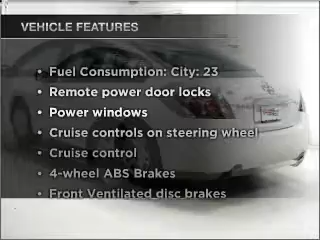 VEHICLE FEATURES
• Fuel Consumption: City: 23
• Remote power door locks
• Power windows
• Cruise controls on steering wheel
• Cruise control
• 4-wheel ABS Brakes
• Front Ventilated disc brakes